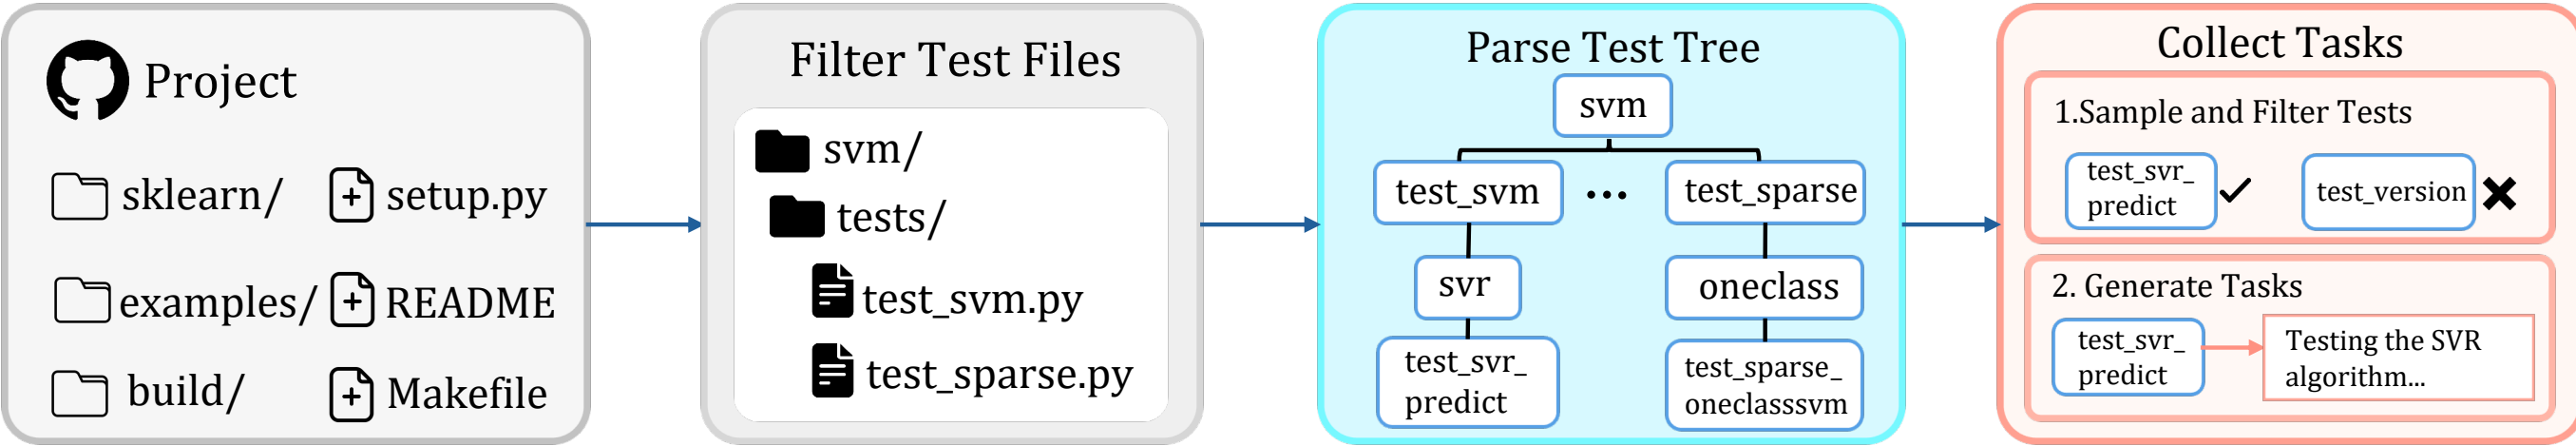 Project
sklearn/
setup.py
examples/
README
build/
Makefile
Filter Test Files
svm/
tests/
test_svm.py
test_sparse.py
Parse Test Tree
svm
test_svm
...
test_sparse
svr
oneclass
test_svr_
predict
test_sparse_
oneclasssvm
Collect Tasks
1.Sample and Filter Tests
test_svr_
predict
test_version
2. Generate Tasks
test_svr_
predict
Testing the SVR
algorithm...